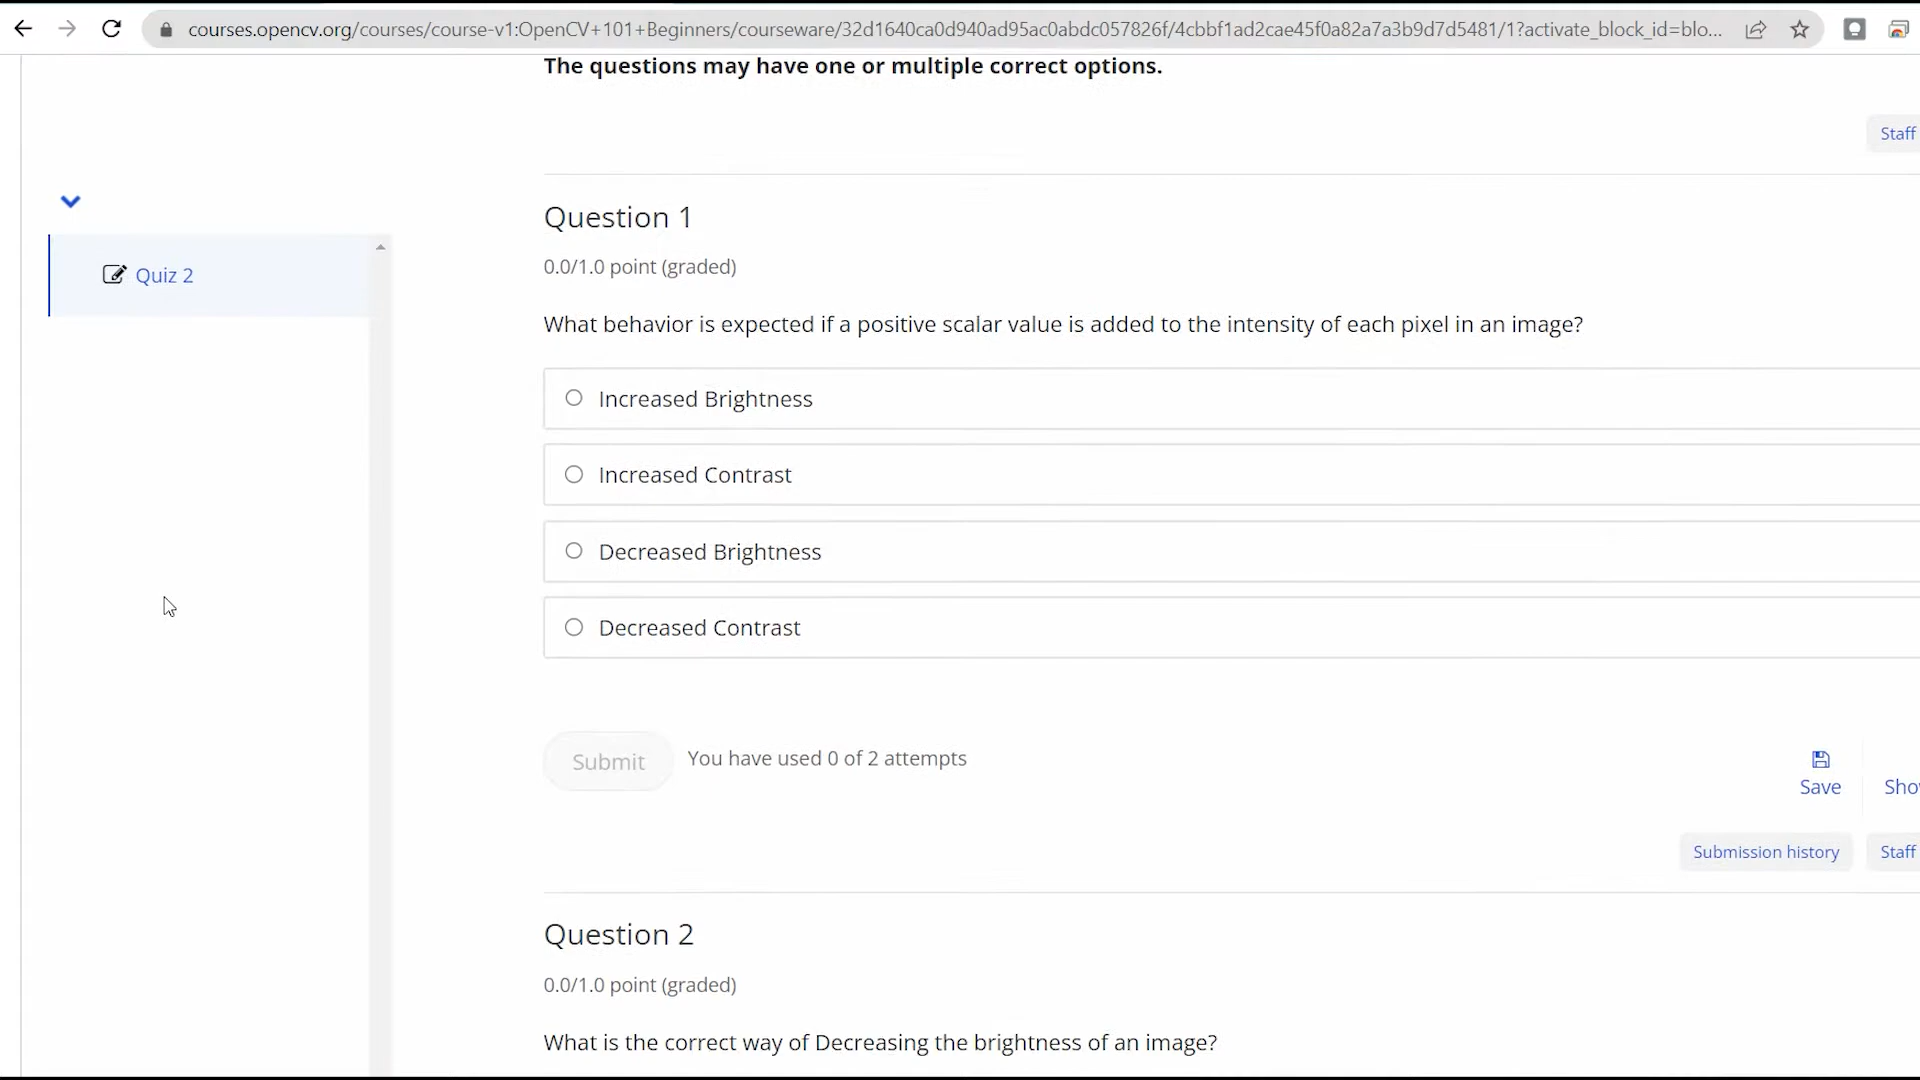 courses.opencv.org/courses/course-v1:OpenCV+101+Beginners/courseware/32d1640ca0d940ad95ac0abdc057826f/4cbbf1ad2cae45f0a82a7a3b9d7d5481/1?activate_block_id=blo...
The questions may have one or multiple correct options.
Staff
Quiz 2
Question 1
0.0/1.0 point (graded)
What behavior is expected if a positive scalar value is added to the intensity of each pixel in an image?
Increased Brightness
Increased Contrast
Decreased Brightness
Decreased Contrast
Submit
You have used 0 of 2 attempts
Save
Sho
Submission history
Staff
Question 2
0.0/1.0 point (graded)
What is the correct way of Decreasing the brightness of an image?